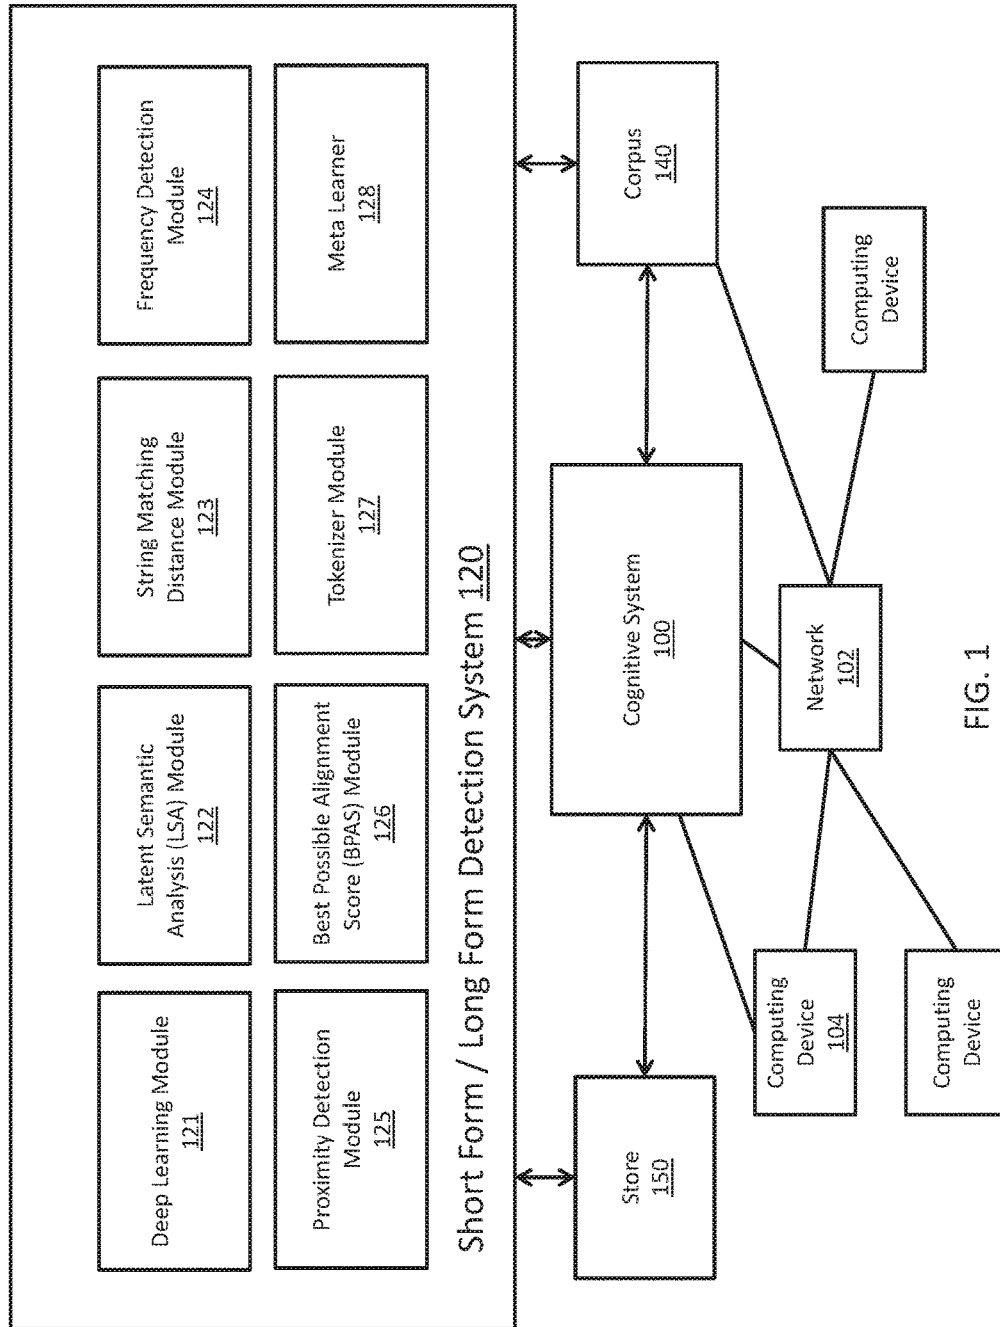 Deep Learning Module
121
Latent Semantic
Analysis (LSA) Module
122
String Matching
Distance Module
123
Frequency Detection
Module
124
Proximity Detection
Module
125
Best Possible Alignment
Score (BPAS) Module
126
Tokenizer Module
127
Meta Learner
128
Short Form / Long Form Detection System 120
Store
150
Cognitive System
100
Corpus
140
Computing
Device
104
Network
102
Computing
Device
Computing
Device
FIG. 1